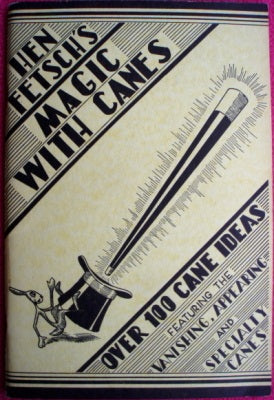 HEN
FETSCH'S
MAGIC
WITH CANES
OVER 100 CANE IDEAS
FEATURING THE
VANISHING, APPEARING
AND
SPECIALTY
CANES